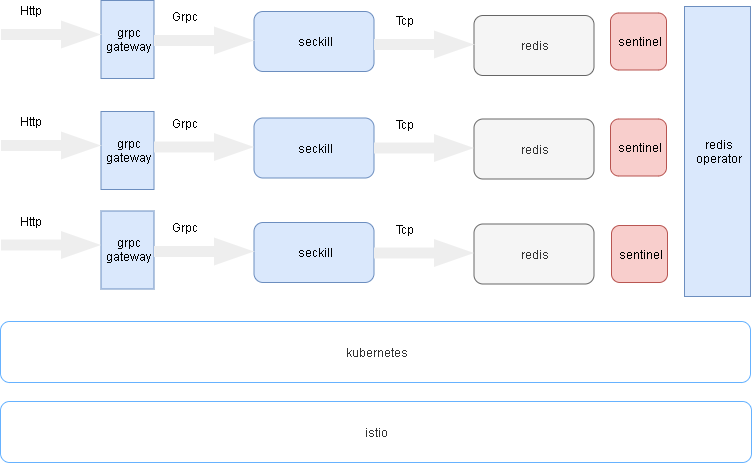 Http
grpc
gateway
Grpc
seckill
Tcp
redis
sentinel
Http
grpc
gateway
Grpc
seckill
Tcp
redis
sentinel
redis
operator
Http
grpc
gateway
Grpc
seckill
Tcp
redis
sentinel
kubernetes
istio